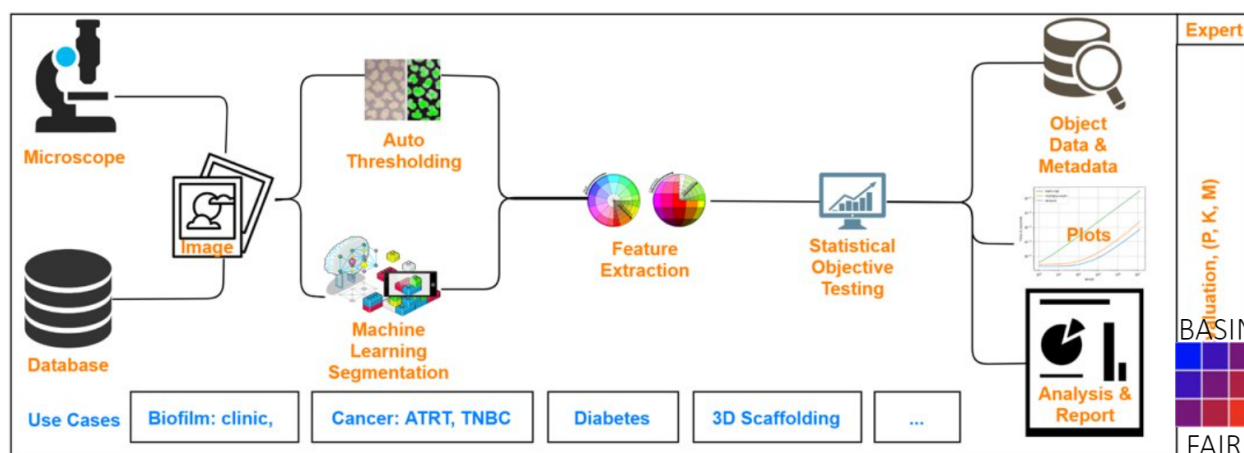 Expert
Microscope
Auto
Thresholding
Object
Data &
Metadata
Image
Feature
Extraction
Statistical
Objective
Testing
Plots
Database
Machine
Learning
Segmentation
Analysis &
Report
valuation, (P, K, M)
BASIN
FAIR
Use Cases
Biofilm: clinic,
Cancer: ATRT, TNBC
Diabetes
3D Scaffolding
...